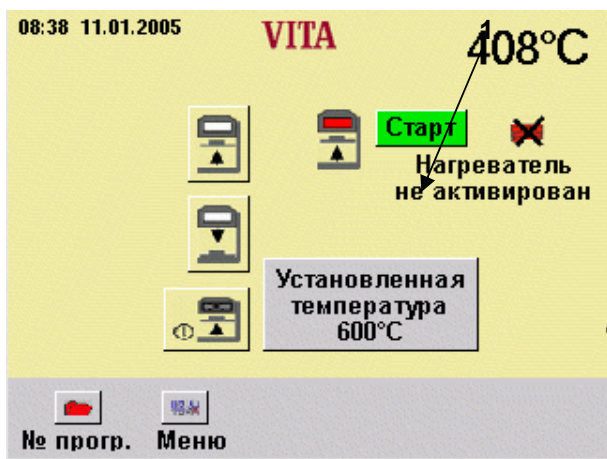 08:38 11.01.2005
VITA
1
408°C
Старт
Нагреватель
не активирован
Установленная
температура
600°C
№ прогр.
Меню